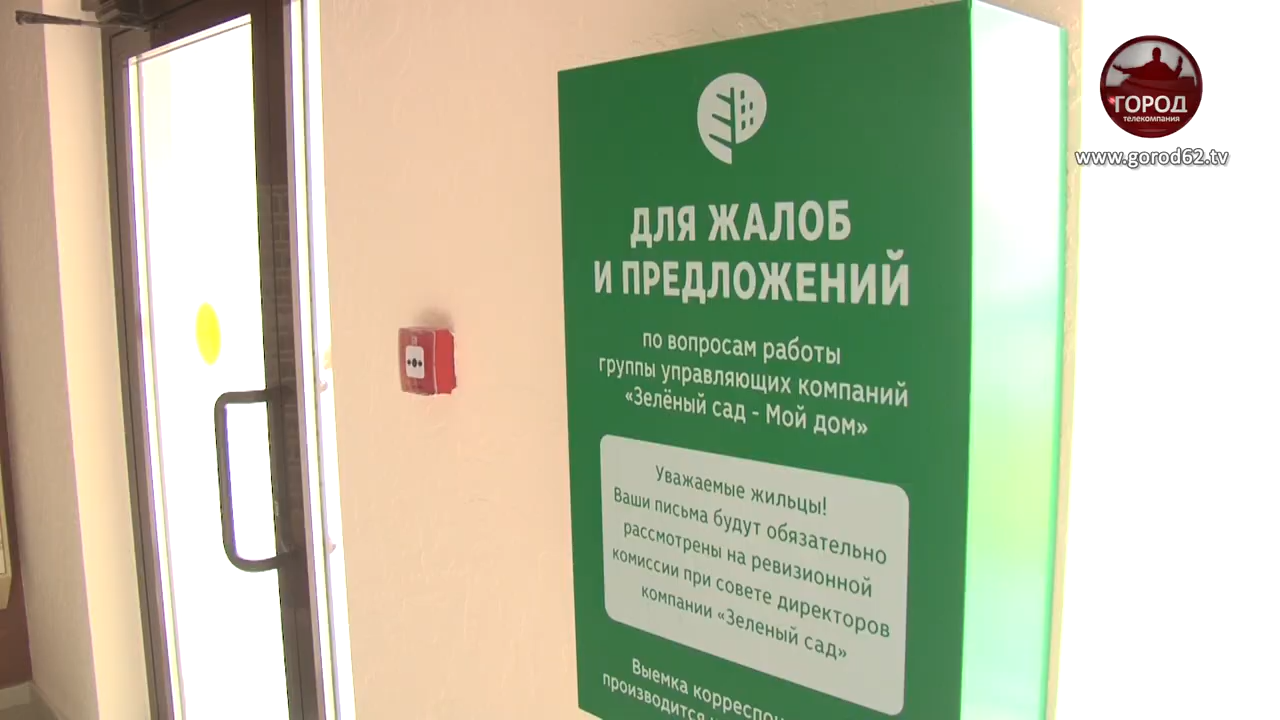 ГОРОД
телекомпания
www.gorod62.tv
ДЛЯ ЖАЛОБ
И ПРЕДЛОЖЕНИЙ
по вопросам работы
группы управляющих компаний
«Зелёный сад - Мой дом»
Уважаемые жильцы!
Ваши письма будут обязательно
рассмотрены на ревизионной
комиссии при совете директоров
компании «Зеленый сад»
Выемка
производится